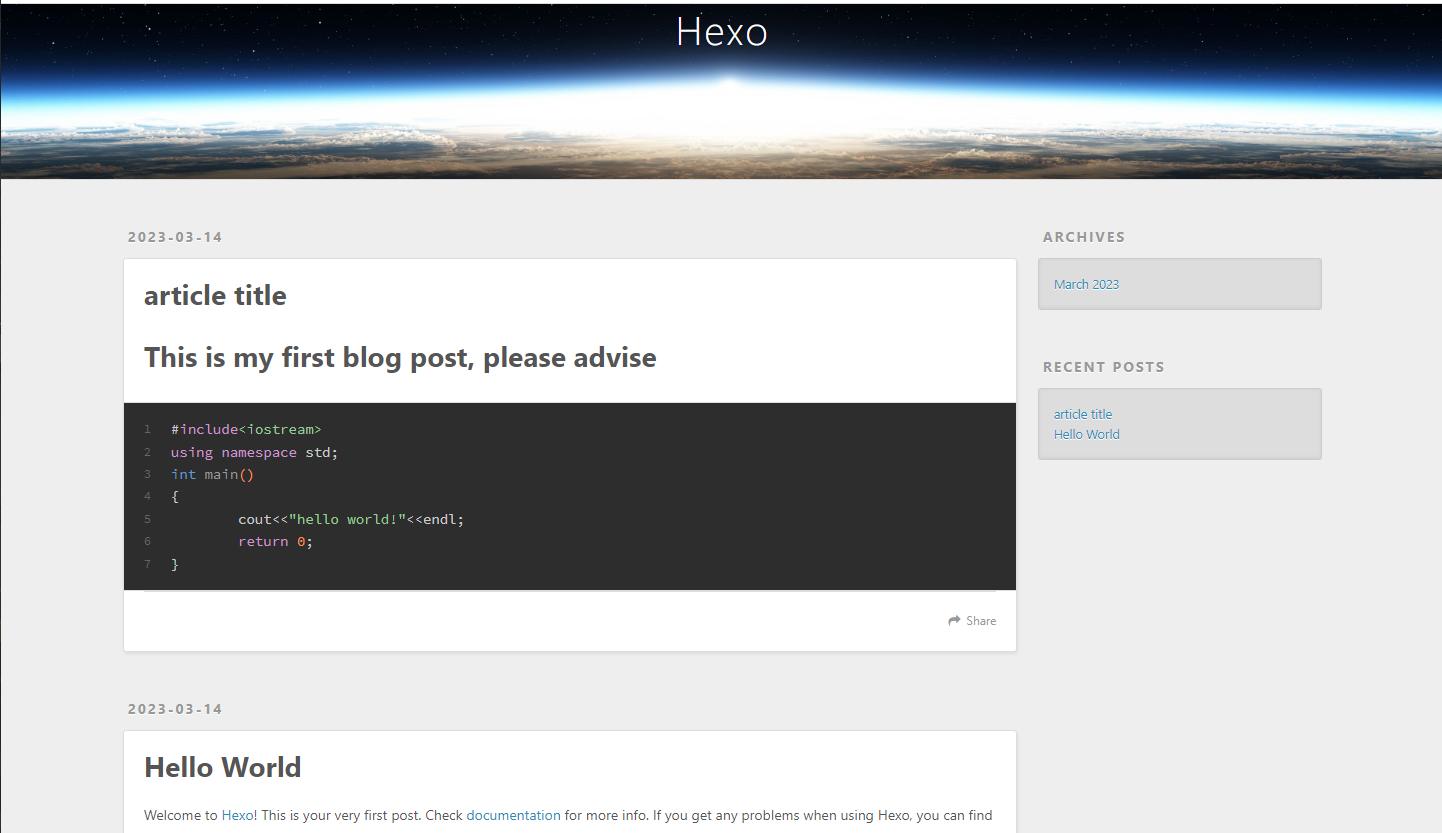 Hexo
2023-03-14
article title
This is my first blog post, please advise
1 #include<iostream>
2 using namespace std;
3 int main()
4 {
5 cout<<"hello world!"<<endl;
6 return 0;
7 }
Share
2023-03-14
Hello World
Welcome to Hexo! This is your very first post. Check documentation for more info. If you get any problems when using Hexo, you can find
ARCHIVES
March 2023
RECENT POSTS
article title
Hello World